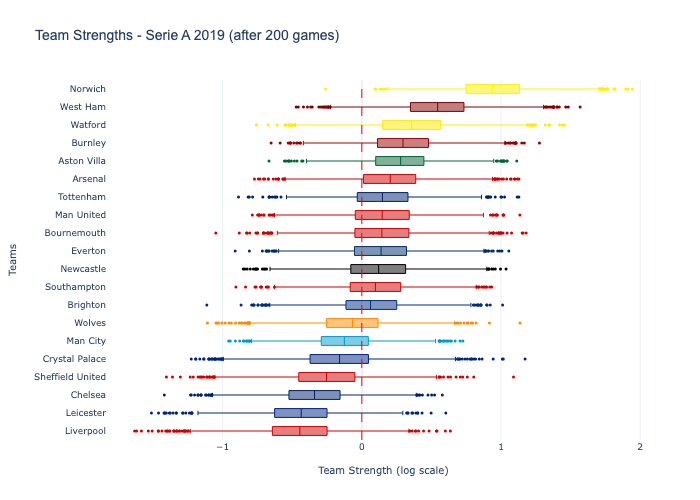 Team Strengths - Serie A 2019 (after 200 games)
Norwich
West Ham
Watford
Burnley
Aston Villa
Arsenal
Tottenham
Man United
Bournemouth
Everton
Newcastle
Southampton
Brighton
Wolves
Man City
Crystal Palace
Sheffield United
Chelsea
Leicester
Liverpool
Teams
−1 0 1 2
Team Strength (log scale)